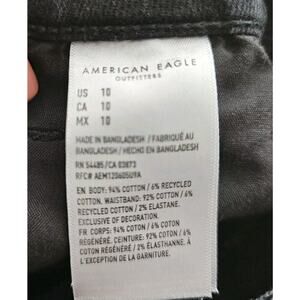 AMERICAN EAGLE
OUTFITTERS
US 10
CA 10
MX 10
MADE IN BANGLADESH / FABRIQUÉ AU
BANGLADESH / HECHO EN BANGLADESH
RN 54485/ CA 03873
RFC# AEM120605U9A
EN BODY: 94% COTTON / 6% RECYCLED
COTTON. WAISTBAND: 92% COTTON / 6%
RECYCLED COTTON / 2% ELASTANE.
EXCLUSIVE OF DECORATION.
FR CORPS: 94% COTON / 6% COTON
RÉGÉNÉRÉ. CEINTURE: 92% COTON / 6%
COTON RÉGÉNÉRÉ / 2% ÉLASTHANNE. À
L'EXCEPTION DE LA GARNITURE.